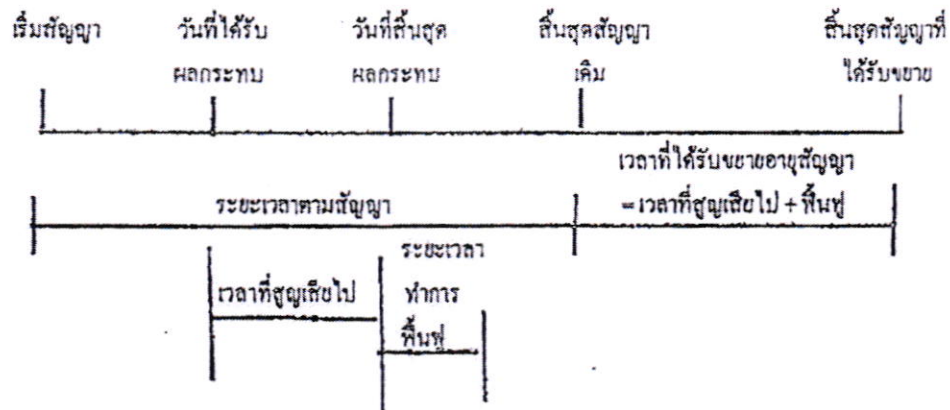 เริ่มสัญญา วันที่ได้รับ วันที่สิ้นสุด สิ้นสุดสัญญา สิ้นสุดสัญญาที่
ผลกระทบ ผลกระทบ เดิม ได้รับขยาย
เวลาที่ได้รับขยายอายุสัญญา
ระยะเวลาตามสัญญา =เวลาที่สูญเสียไป + ฟื้นฟู
ระยะเวลา
เวลาที่สูญเสียไป ทำการ
ฟื้นฟู